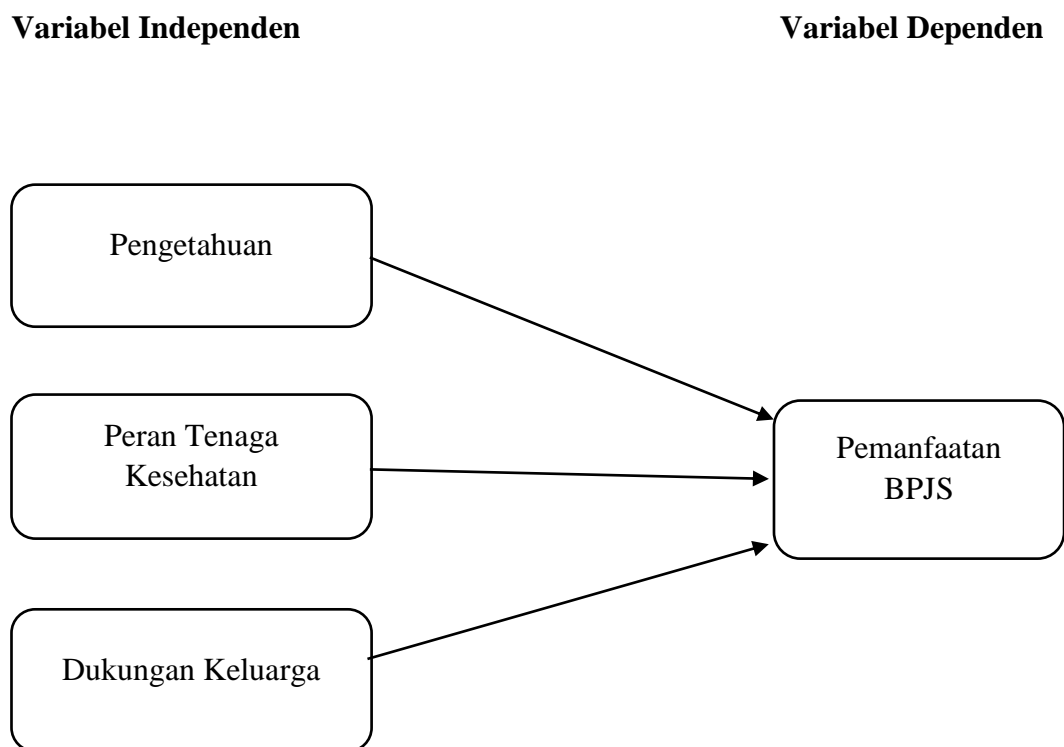 Variabel Independen
Variabel Dependen
Pengetahuan
Peran Tenaga
Kesehatan
Pemanfaatan
BPJS
Dukungan Keluarga